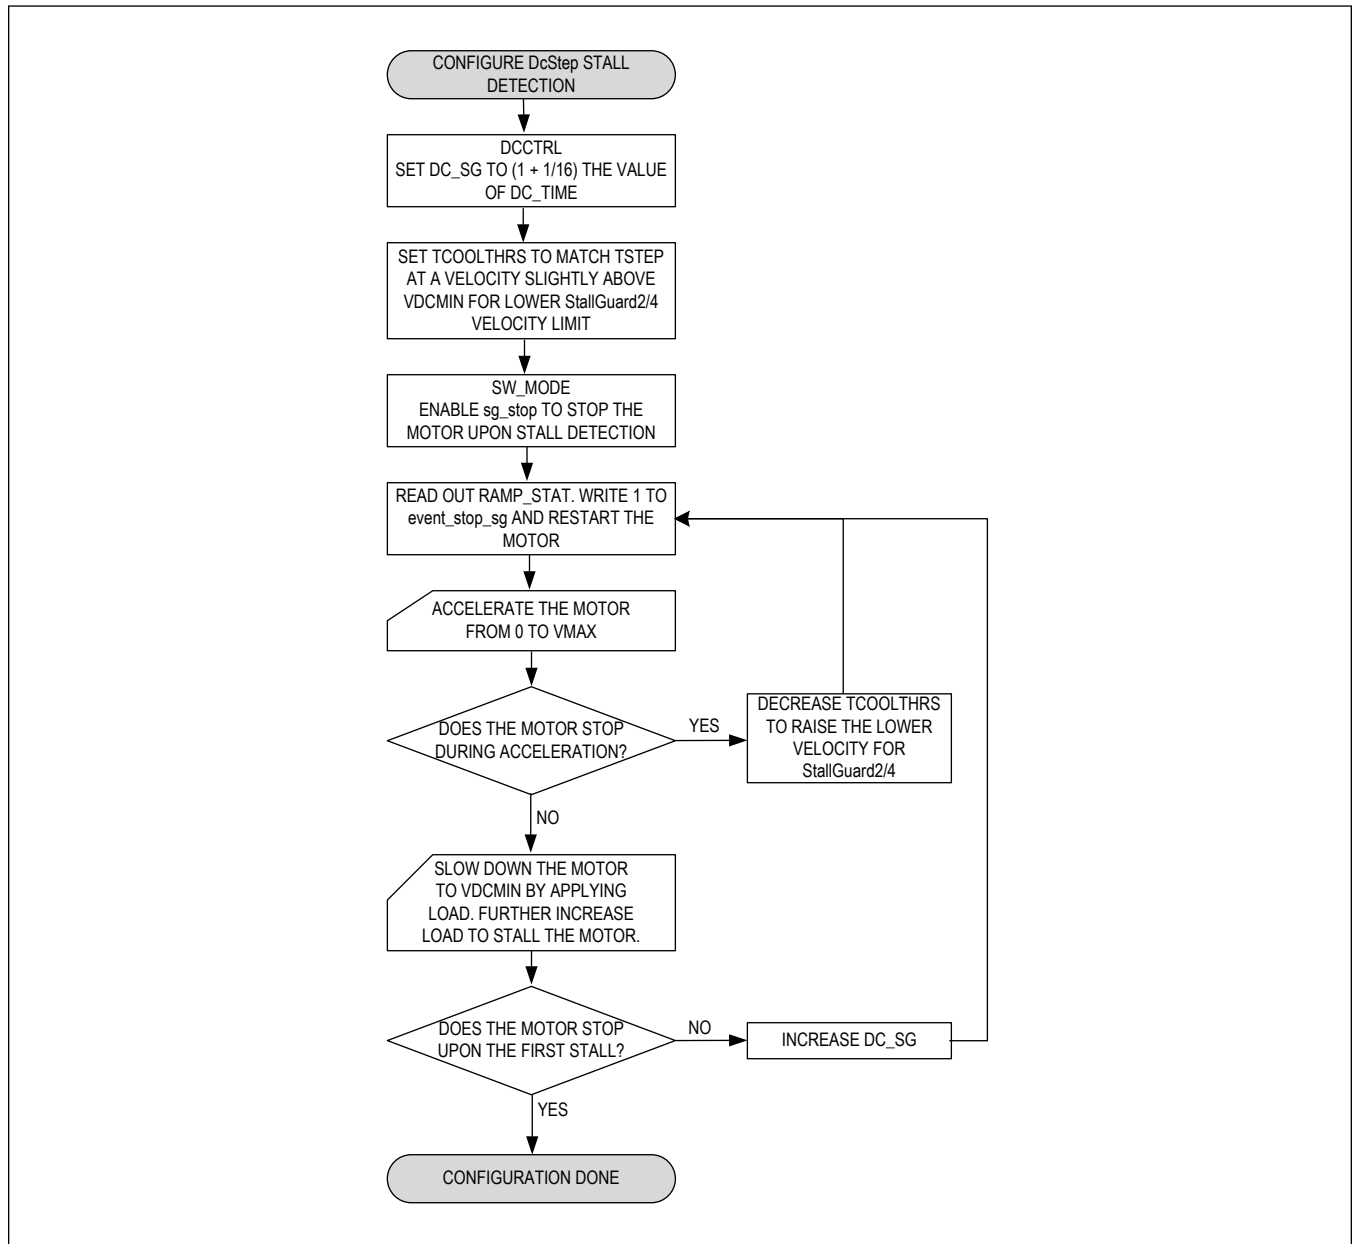 CONFIGURE DcStep STALL
DETECTION
DCCTRL
SET DC_SG TO (1 + 1/16) THE VALUE
OF DC_TIME
SET TCOOLTHRS TO MATCH TSTEP
AT A VELOCITY SLIGHTLY ABOVE
VDCMIN FOR LOWER StallGuard2/4
VELOCITY LIMIT
SW_MODE
ENABLE sg_stop TO STOP THE
MOTOR UPON STALL DETECTION
READ OUT RAMP_STAT. WRITE 1 TO
event_stop_sg AND RESTART THE
MOTOR
ACCELERATE THE MOTOR
FROM 0 TO VMAX
DOES THE MOTOR STOP
DURING ACCELERATION?
YES
DECREASE TCOOLTHRS
TO RAISE THE LOWER
VELOCITY FOR
StallGuard2/4
NO
SLOW DOWN THE MOTOR
TO VDCMIN BY APPLYING
LOAD. FURTHER INCREASE
LOAD TO STALL THE MOTOR.
DOES THE MOTOR STOP
UPON THE FIRST STALL?
NO
INCREASE DC_SG
YES
CONFIGURATION DONE